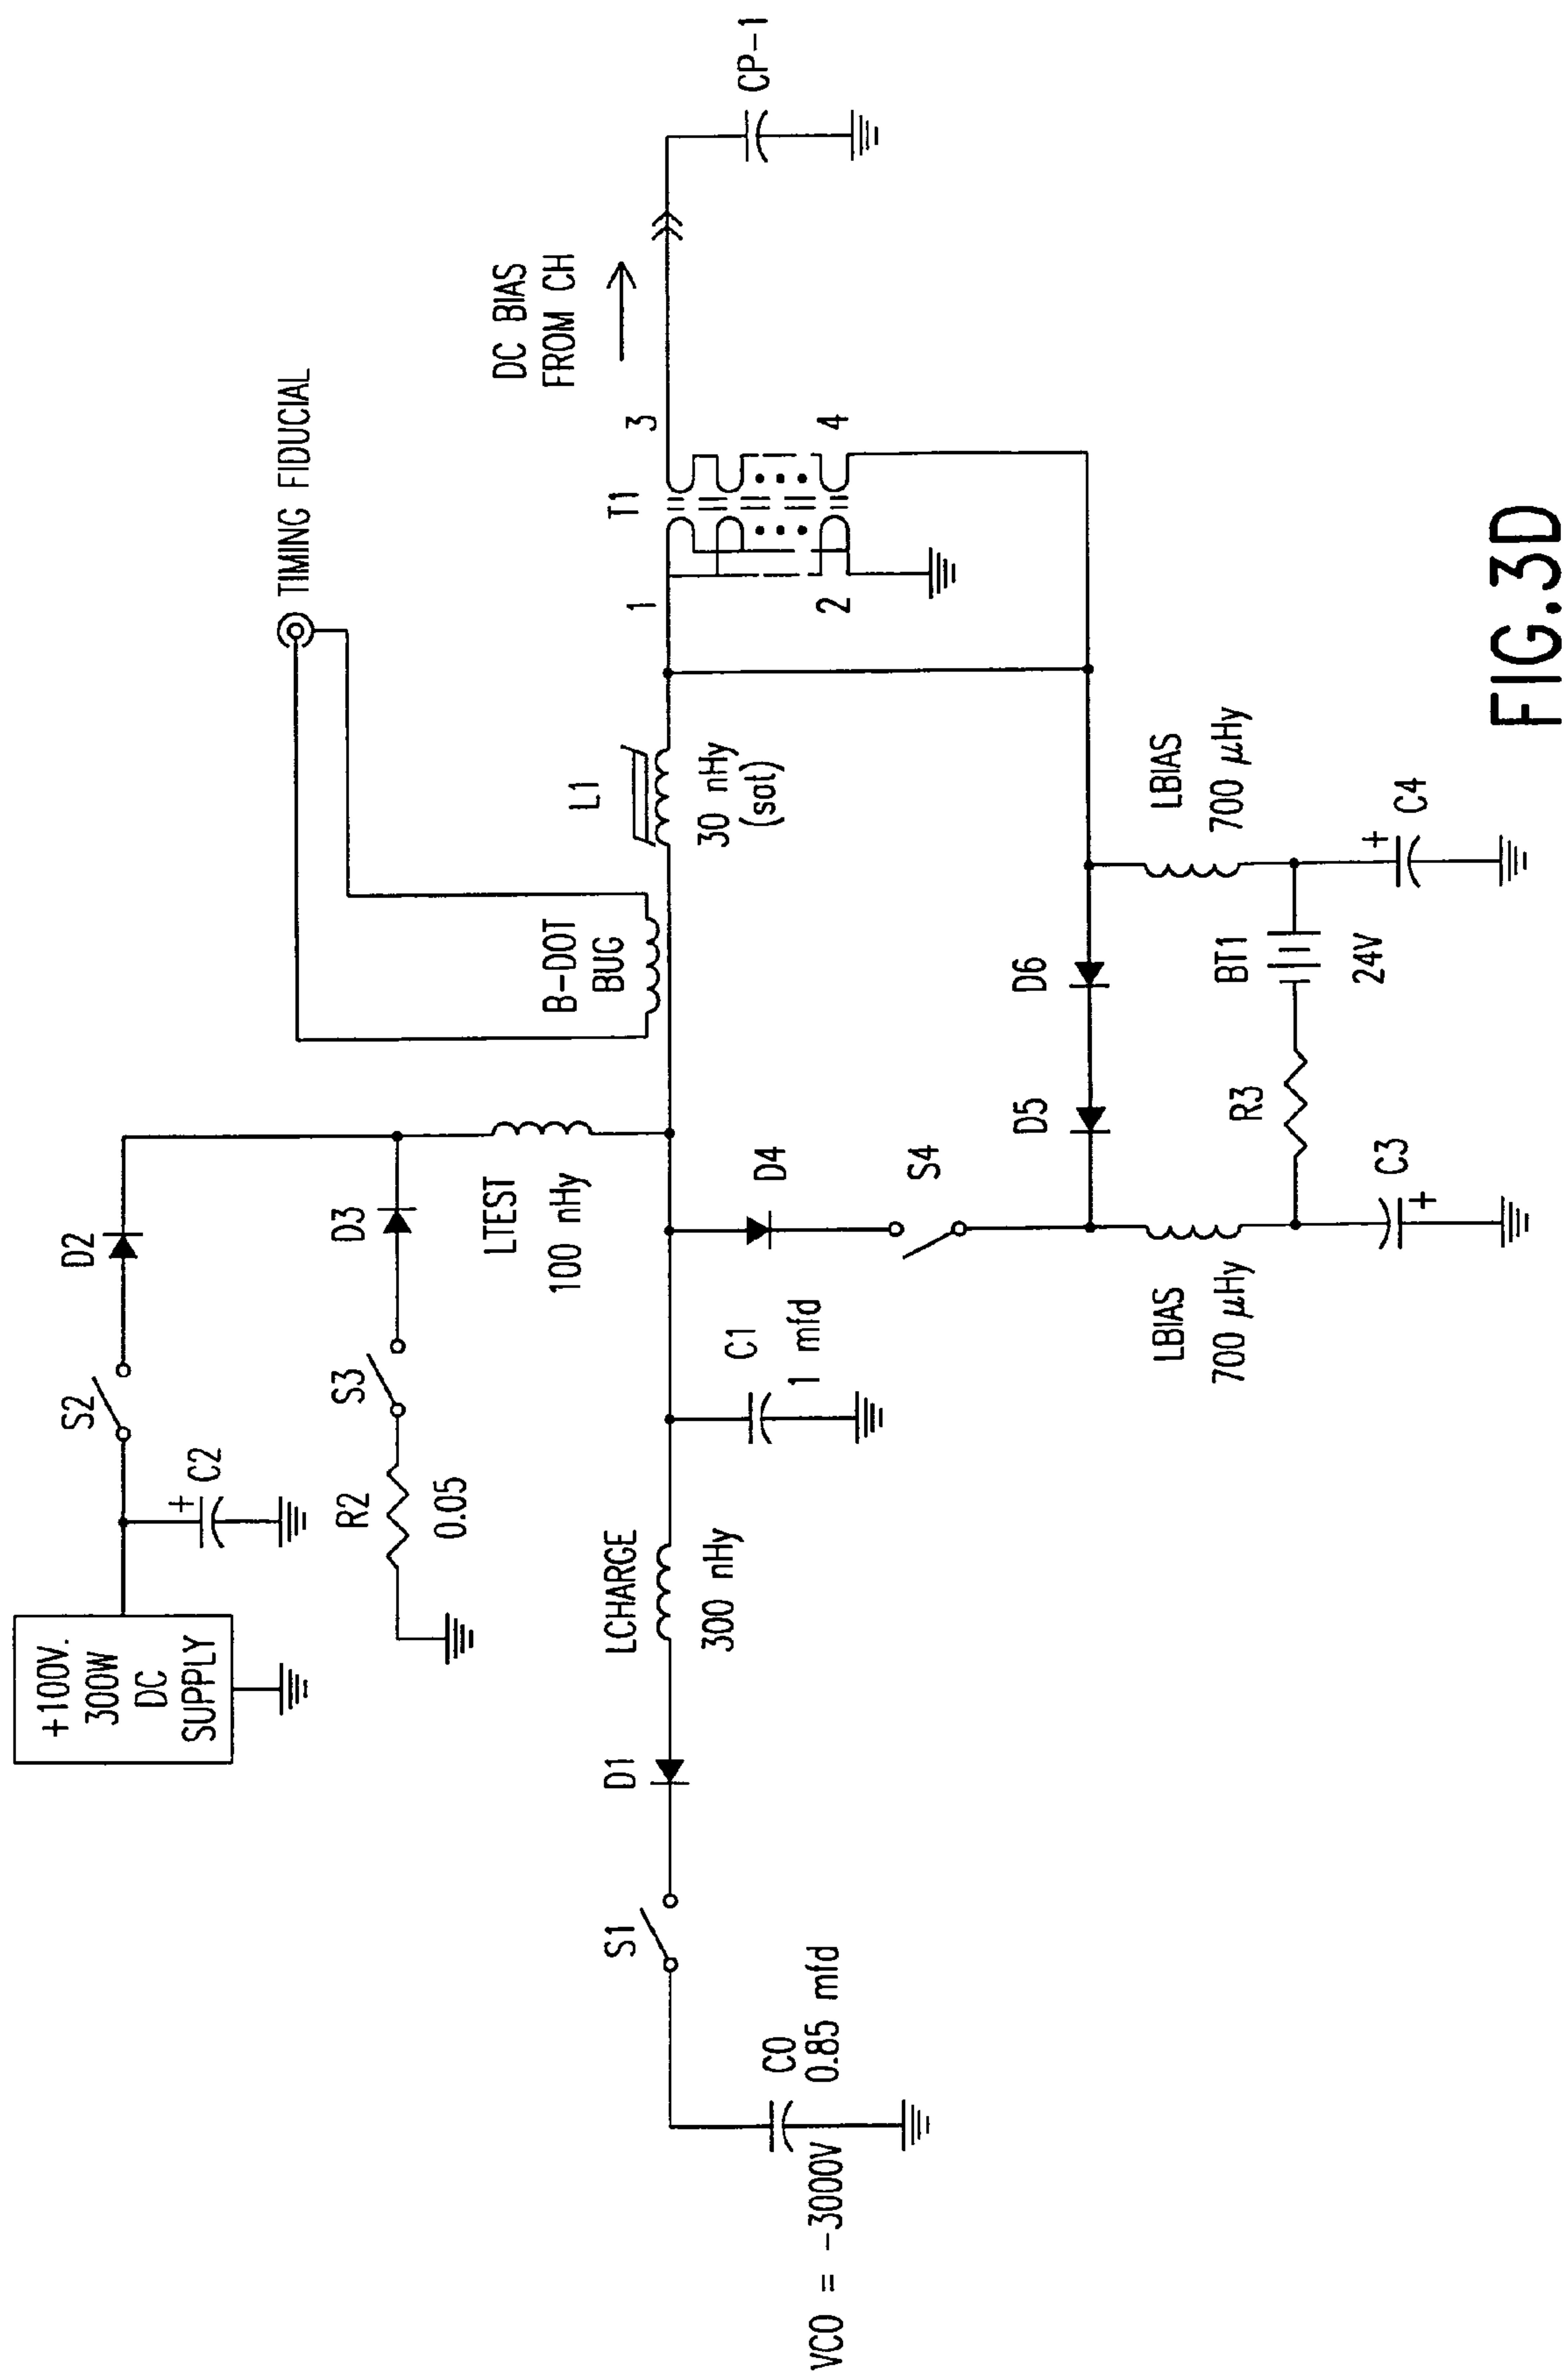 +100V.
300W
DC
SUPPLY
C2
+
S2
D2
R2
0.05
S3
D3
LTEST
100 nHy
TIMING FIDUCIAL
B-DOT
BUG
L1
30 nHy
(sat)
DC BIAS
FROM CH
T1
1
3
2
4
CP-1
VCO = -3000V
C0
0.85 mfd
S1
D1
LCHARGE
300 nHy
C1
1 mfd
D4
S4
D5
D6
LBIAS
700 µHy
LBIAS
700 µHy
R3
BT1
24V
C3
+
C4
+
FIG.3D